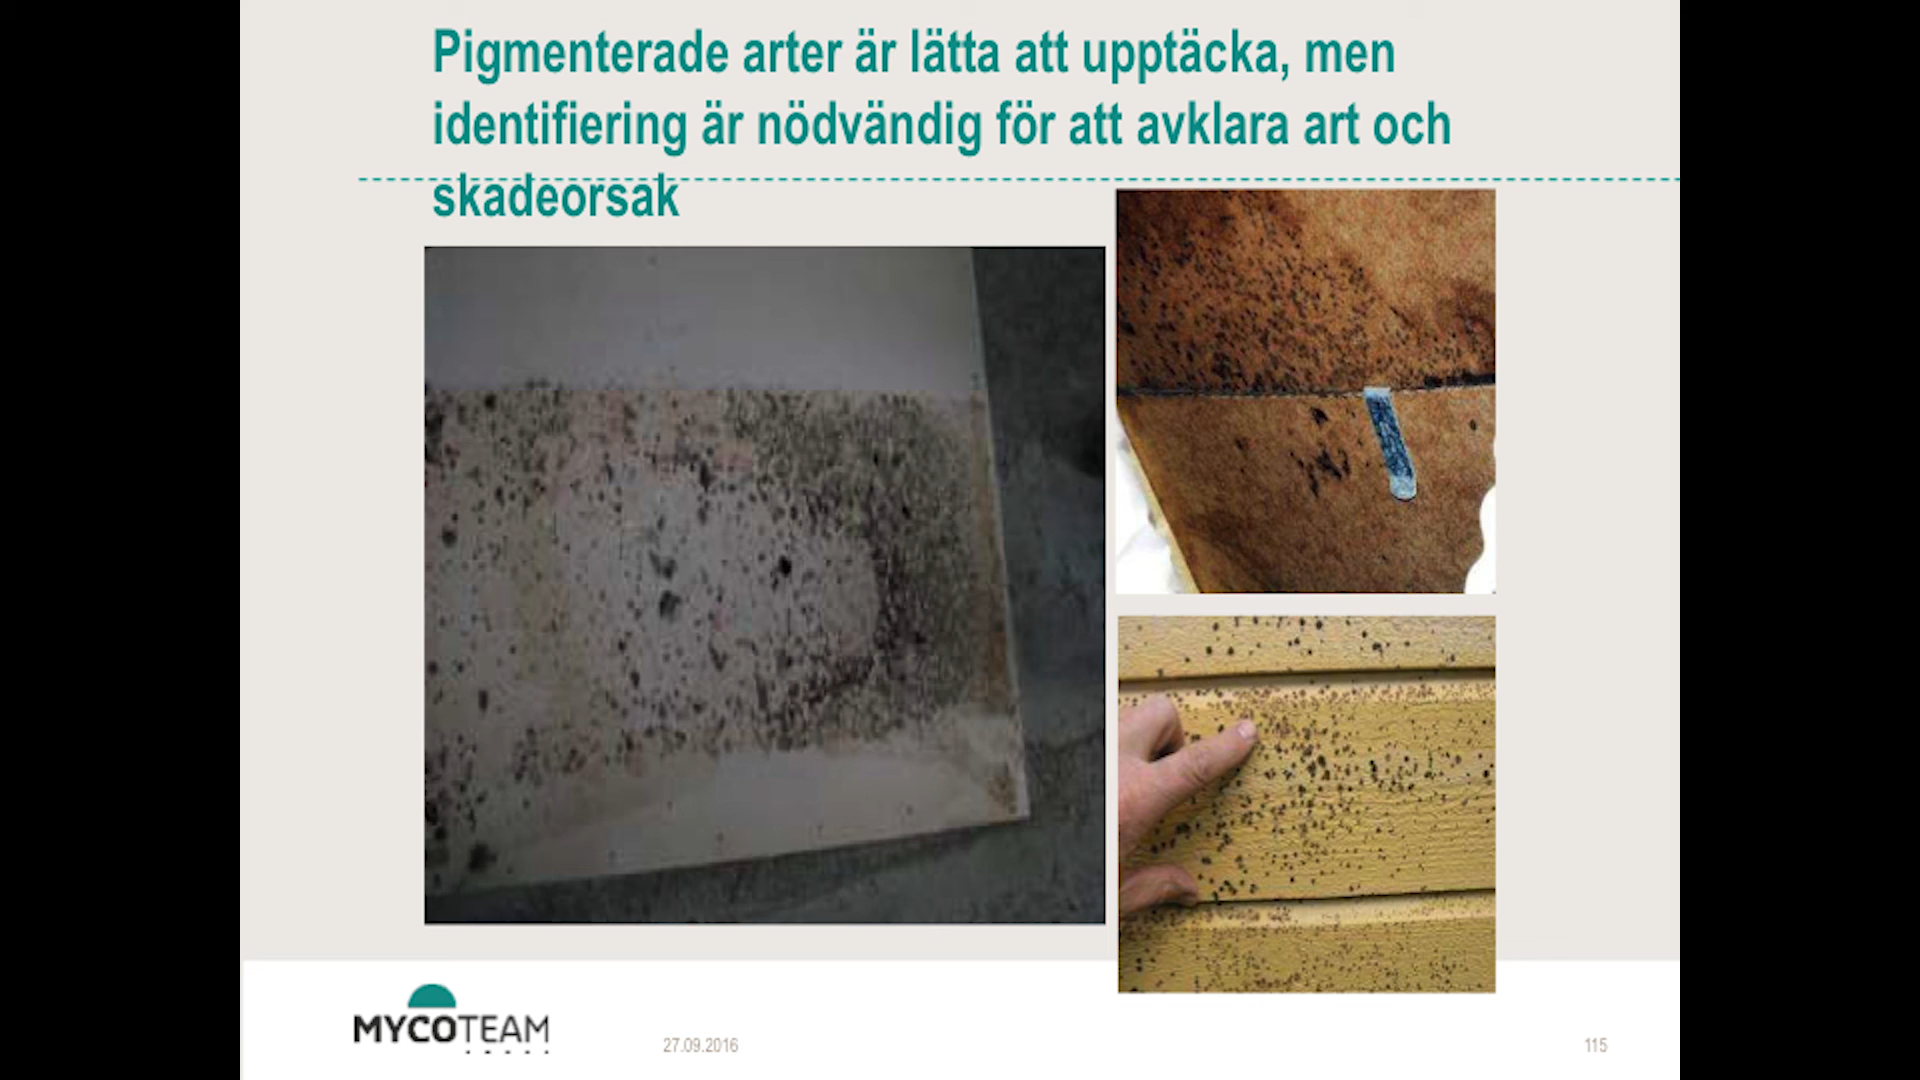 Pigmenterade arter är lätta att upptäcka, men
identifiering är nödvändig för att avklara art och
skadeorsak
MYCOTEAM
27.09.2016
115